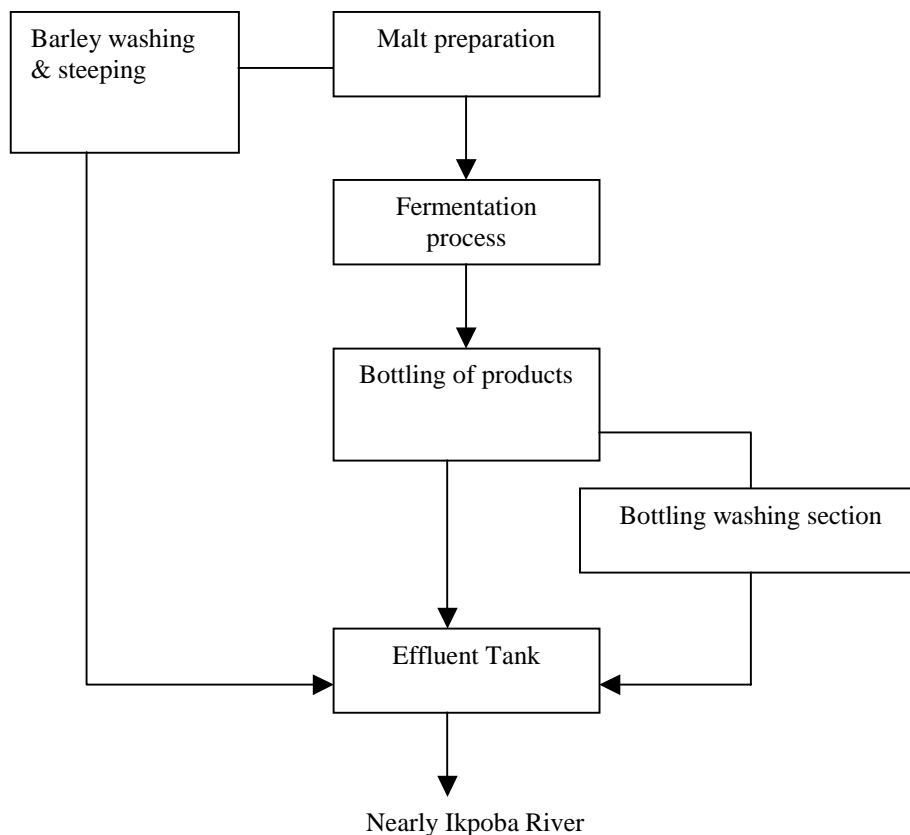 Barley washing
& steeping
Malt preparation
Fermentation
process
Bottling of products
Bottling washing section
Effluent Tank
Nearly Ikpoba River